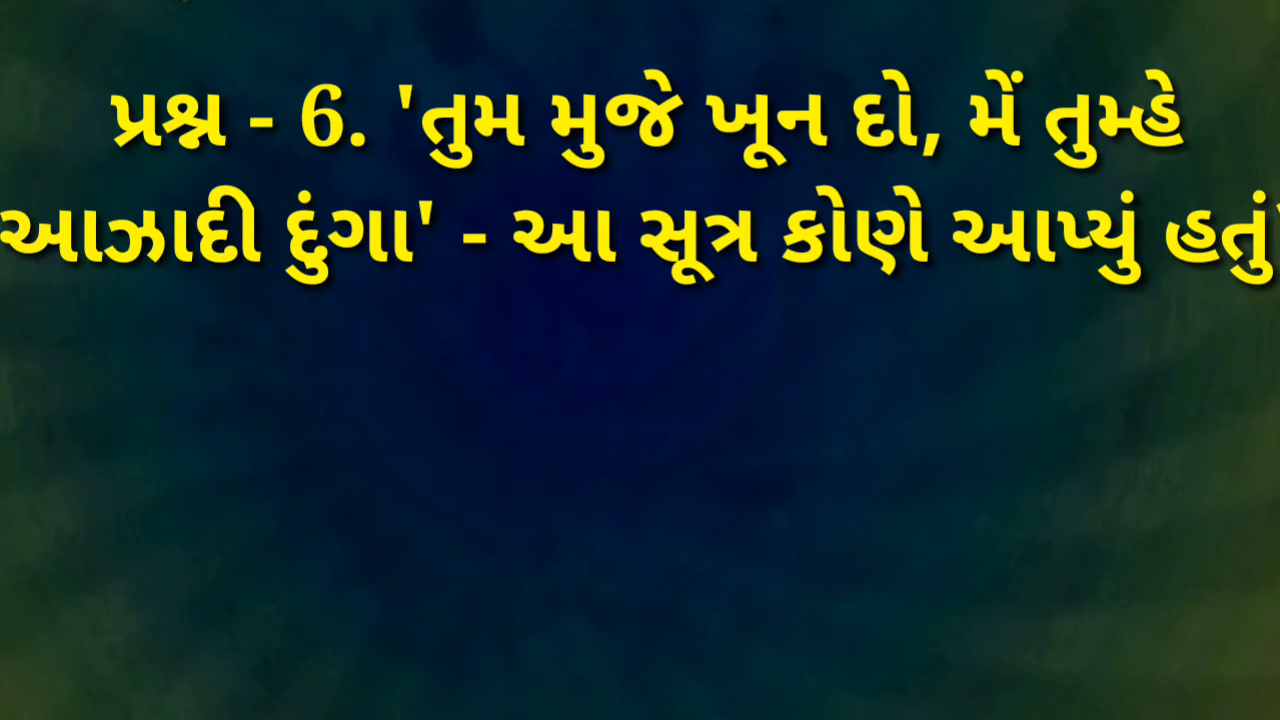 પ્રશ્ન - 6. 'તુમ મુજે ખૂન દો, મેં તુમ્હે
આઝાદી દુંગા' - આ સૂત્ર કોણે આપ્યું હતું